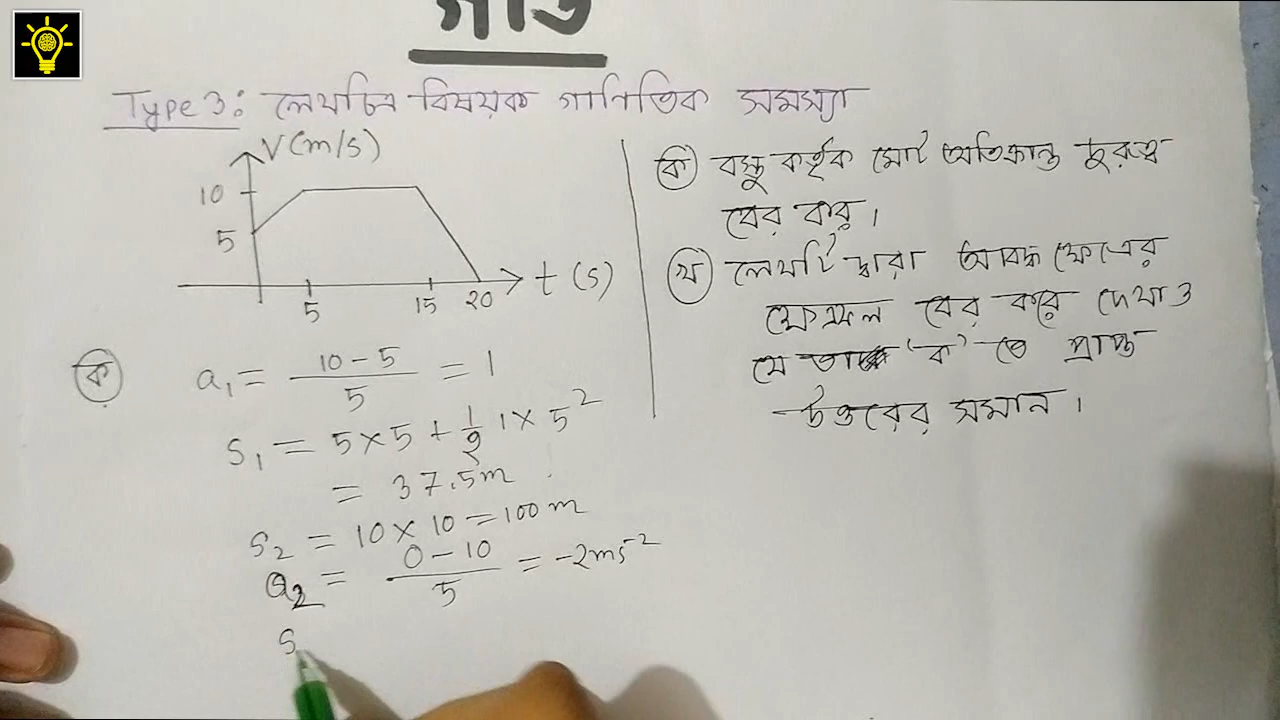 গতি
Type 3: লেখচিত্র বিষয়ক গাণিতিক সমস্যা
V(m/s)
10
5
5
15
20
t (s)
ক) বস্তু কর্তৃক মোট অতিক্রান্ত দূরত্ব
বের কর।
খ) লেখটি দ্বারা আবদ্ধ ক্ষেত্রের
ক্ষেত্রফল বের করে দেখাও
যে তা 'ক' তে প্রাপ্ত
উত্তরের সমান।
ক) a₁ = (10 - 5)/5 = 1
S₁ = 5×5 + 1/2 1× 5²
= 37.5m
S₂ = 10 × 10 = 100 m
a₂ = (0 - 10)/5 = -2ms⁻²
S